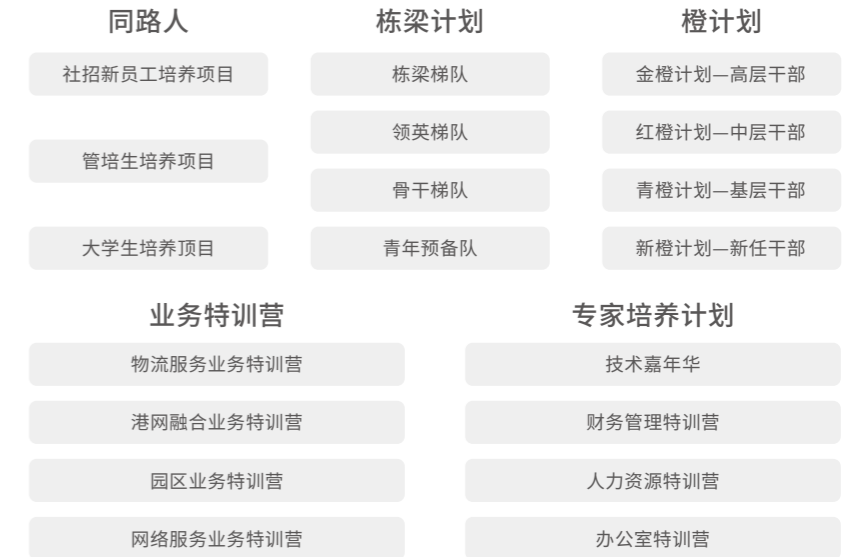 同路人
社招新员工培养项目
管培生培养项目
大学生培养顶目
栋梁计划
栋梁梯队
领英梯队
骨干梯队
青年预备队
橙计划
金橙计划—高层干部
红橙计划—中层干部
青橙计划—基层干部
新橙计划—新任干部
业务特训营
物流服务业务特训营
港网融合业务特训营
园区业务特训营
网络服务业务特训营
专家培养计划
技术嘉年华
财务管理特训营
人力资源特训营
办公室特训营